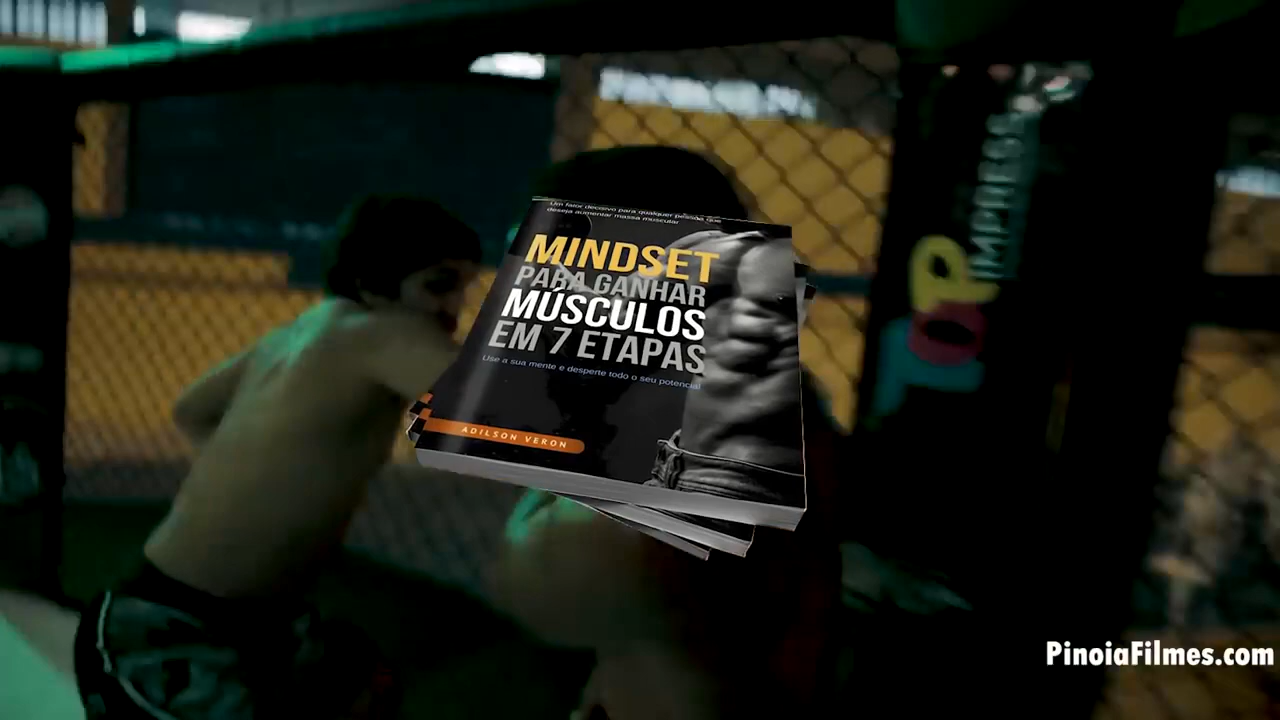 Um fator decisivo para qualquer pessoa que
deseja aumentar massa muscular
MINDSET
PARA GANHAR
MÚSCULOS
EM 7 ETAPAS
Use a sua mente e desperte todo o seu potencial
ADILSON VERON
IMPRESS
PinoiaFilmes.com